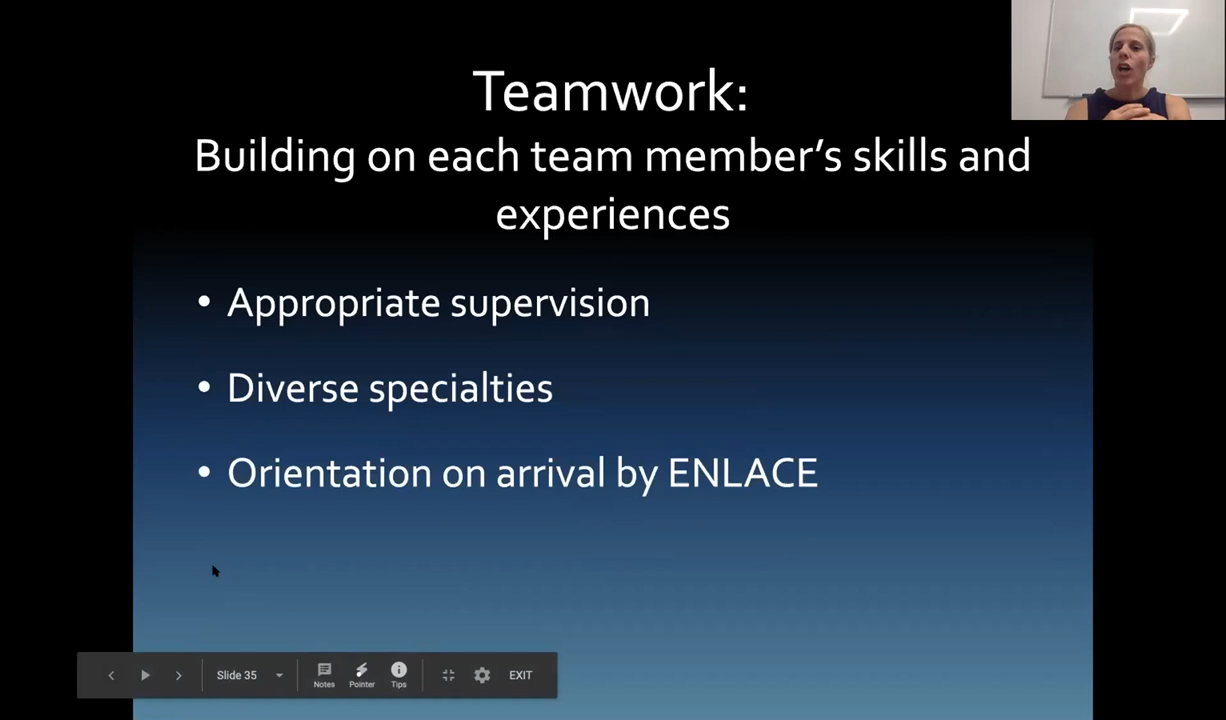 Teamwork:
Building on each team member’s skills and
experiences
• Appropriate supervision
• Diverse specialties
• Orientation on arrival by ENLACE
Slide 35
Notes
Pointer
Tips
EXIT